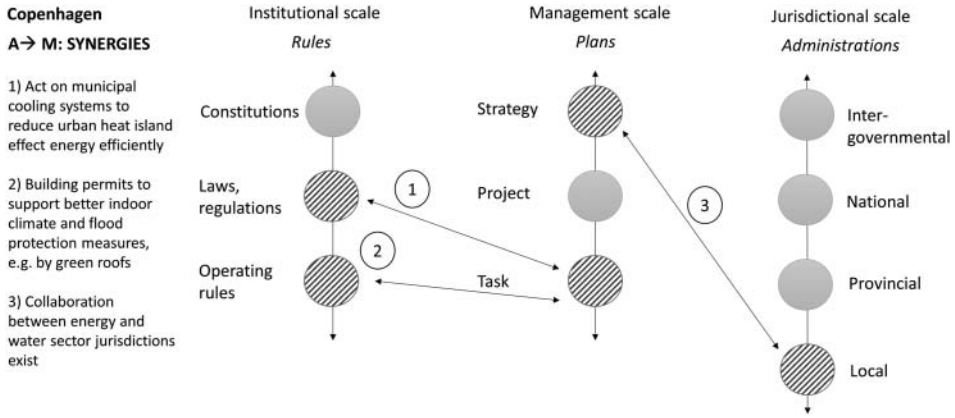 Copenhagen
A→ M: SYNERGIES
1) Act on municipal
cooling systems to
reduce urban heat island
effect energy efficiently
2) Building permits to
support better indoor
climate and flood
protection measures,
e.g. by green roofs
3) Collaboration
between energy and
water sector jurisdictions
exist
Institutional scale
Rules
Constitutions
Laws,
regulations
Operating
rules
1
2
Management scale
Plans
Strategy
Project
Task
3
Jurisdictional scale
Administrations
Inter-
governmental
National
Provincial
Local